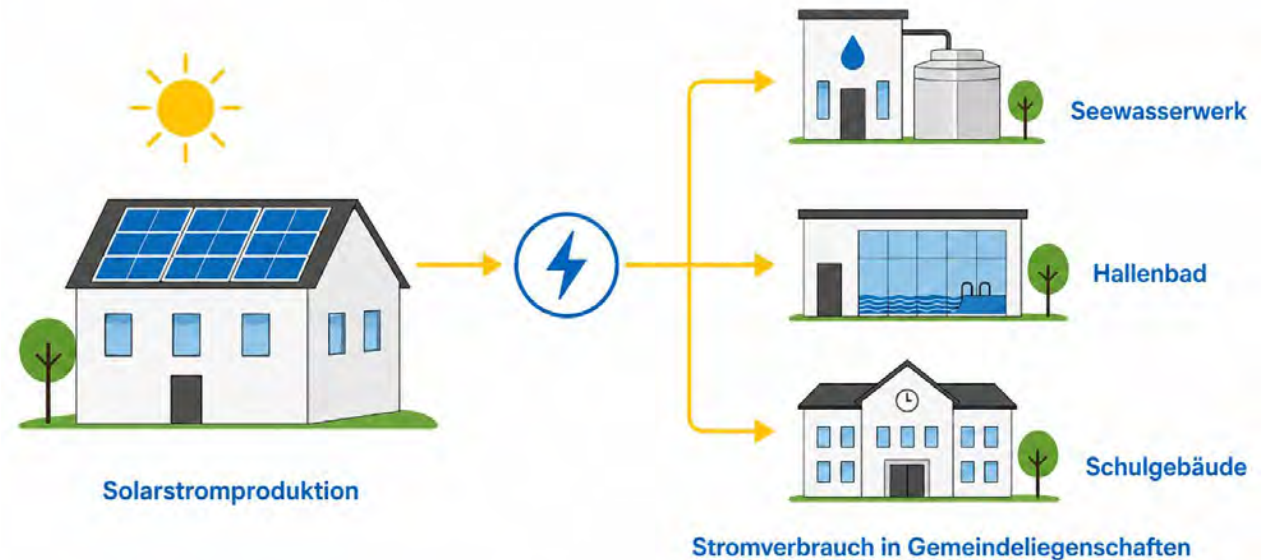 Seewasserwerk
Hallenbad
Schulgebäude
Solarstromproduktion
Stromverbrauch in Gemeindeliegenschaften